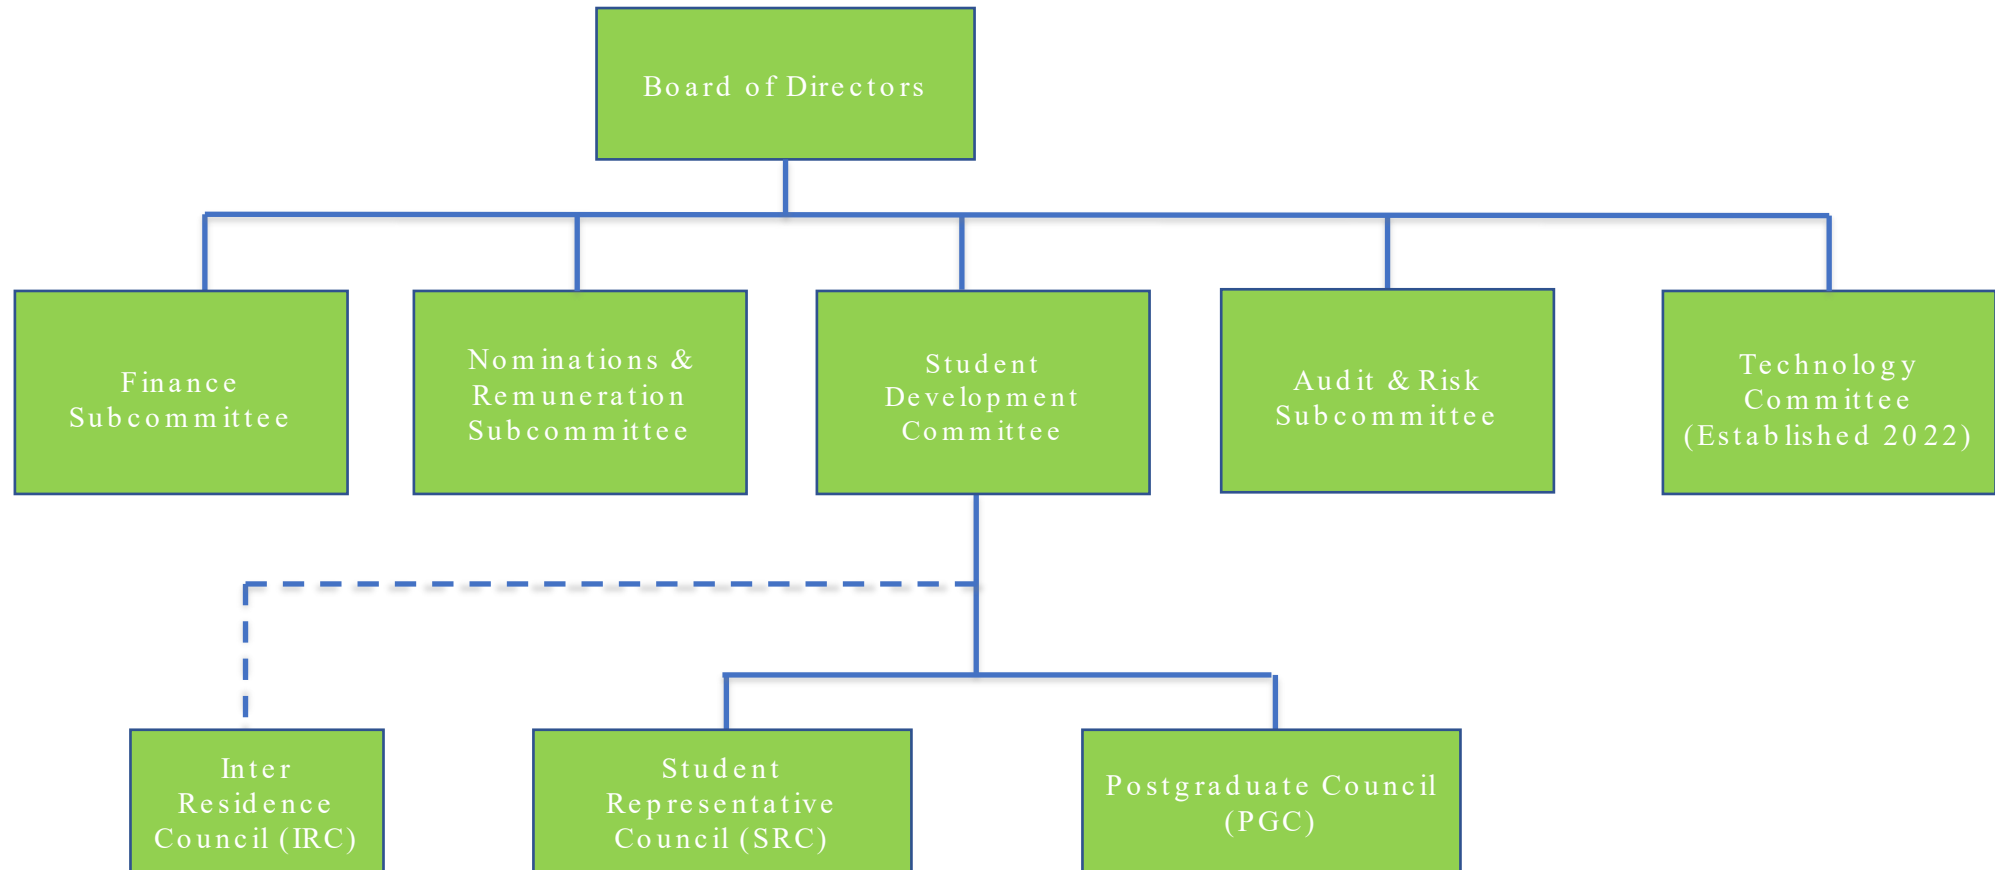 Board of Directors
Finance
Subcommittee
Nominations &
Remuneration
Subcommittee
Student
Development
Committee
Audit & Risk
Subcommittee
Technology
Committee
(Established 2022)
Inter
Residence
Council (IRC)
Student
Representative
Council (SRC)
Postgraduate Council
(PGC)